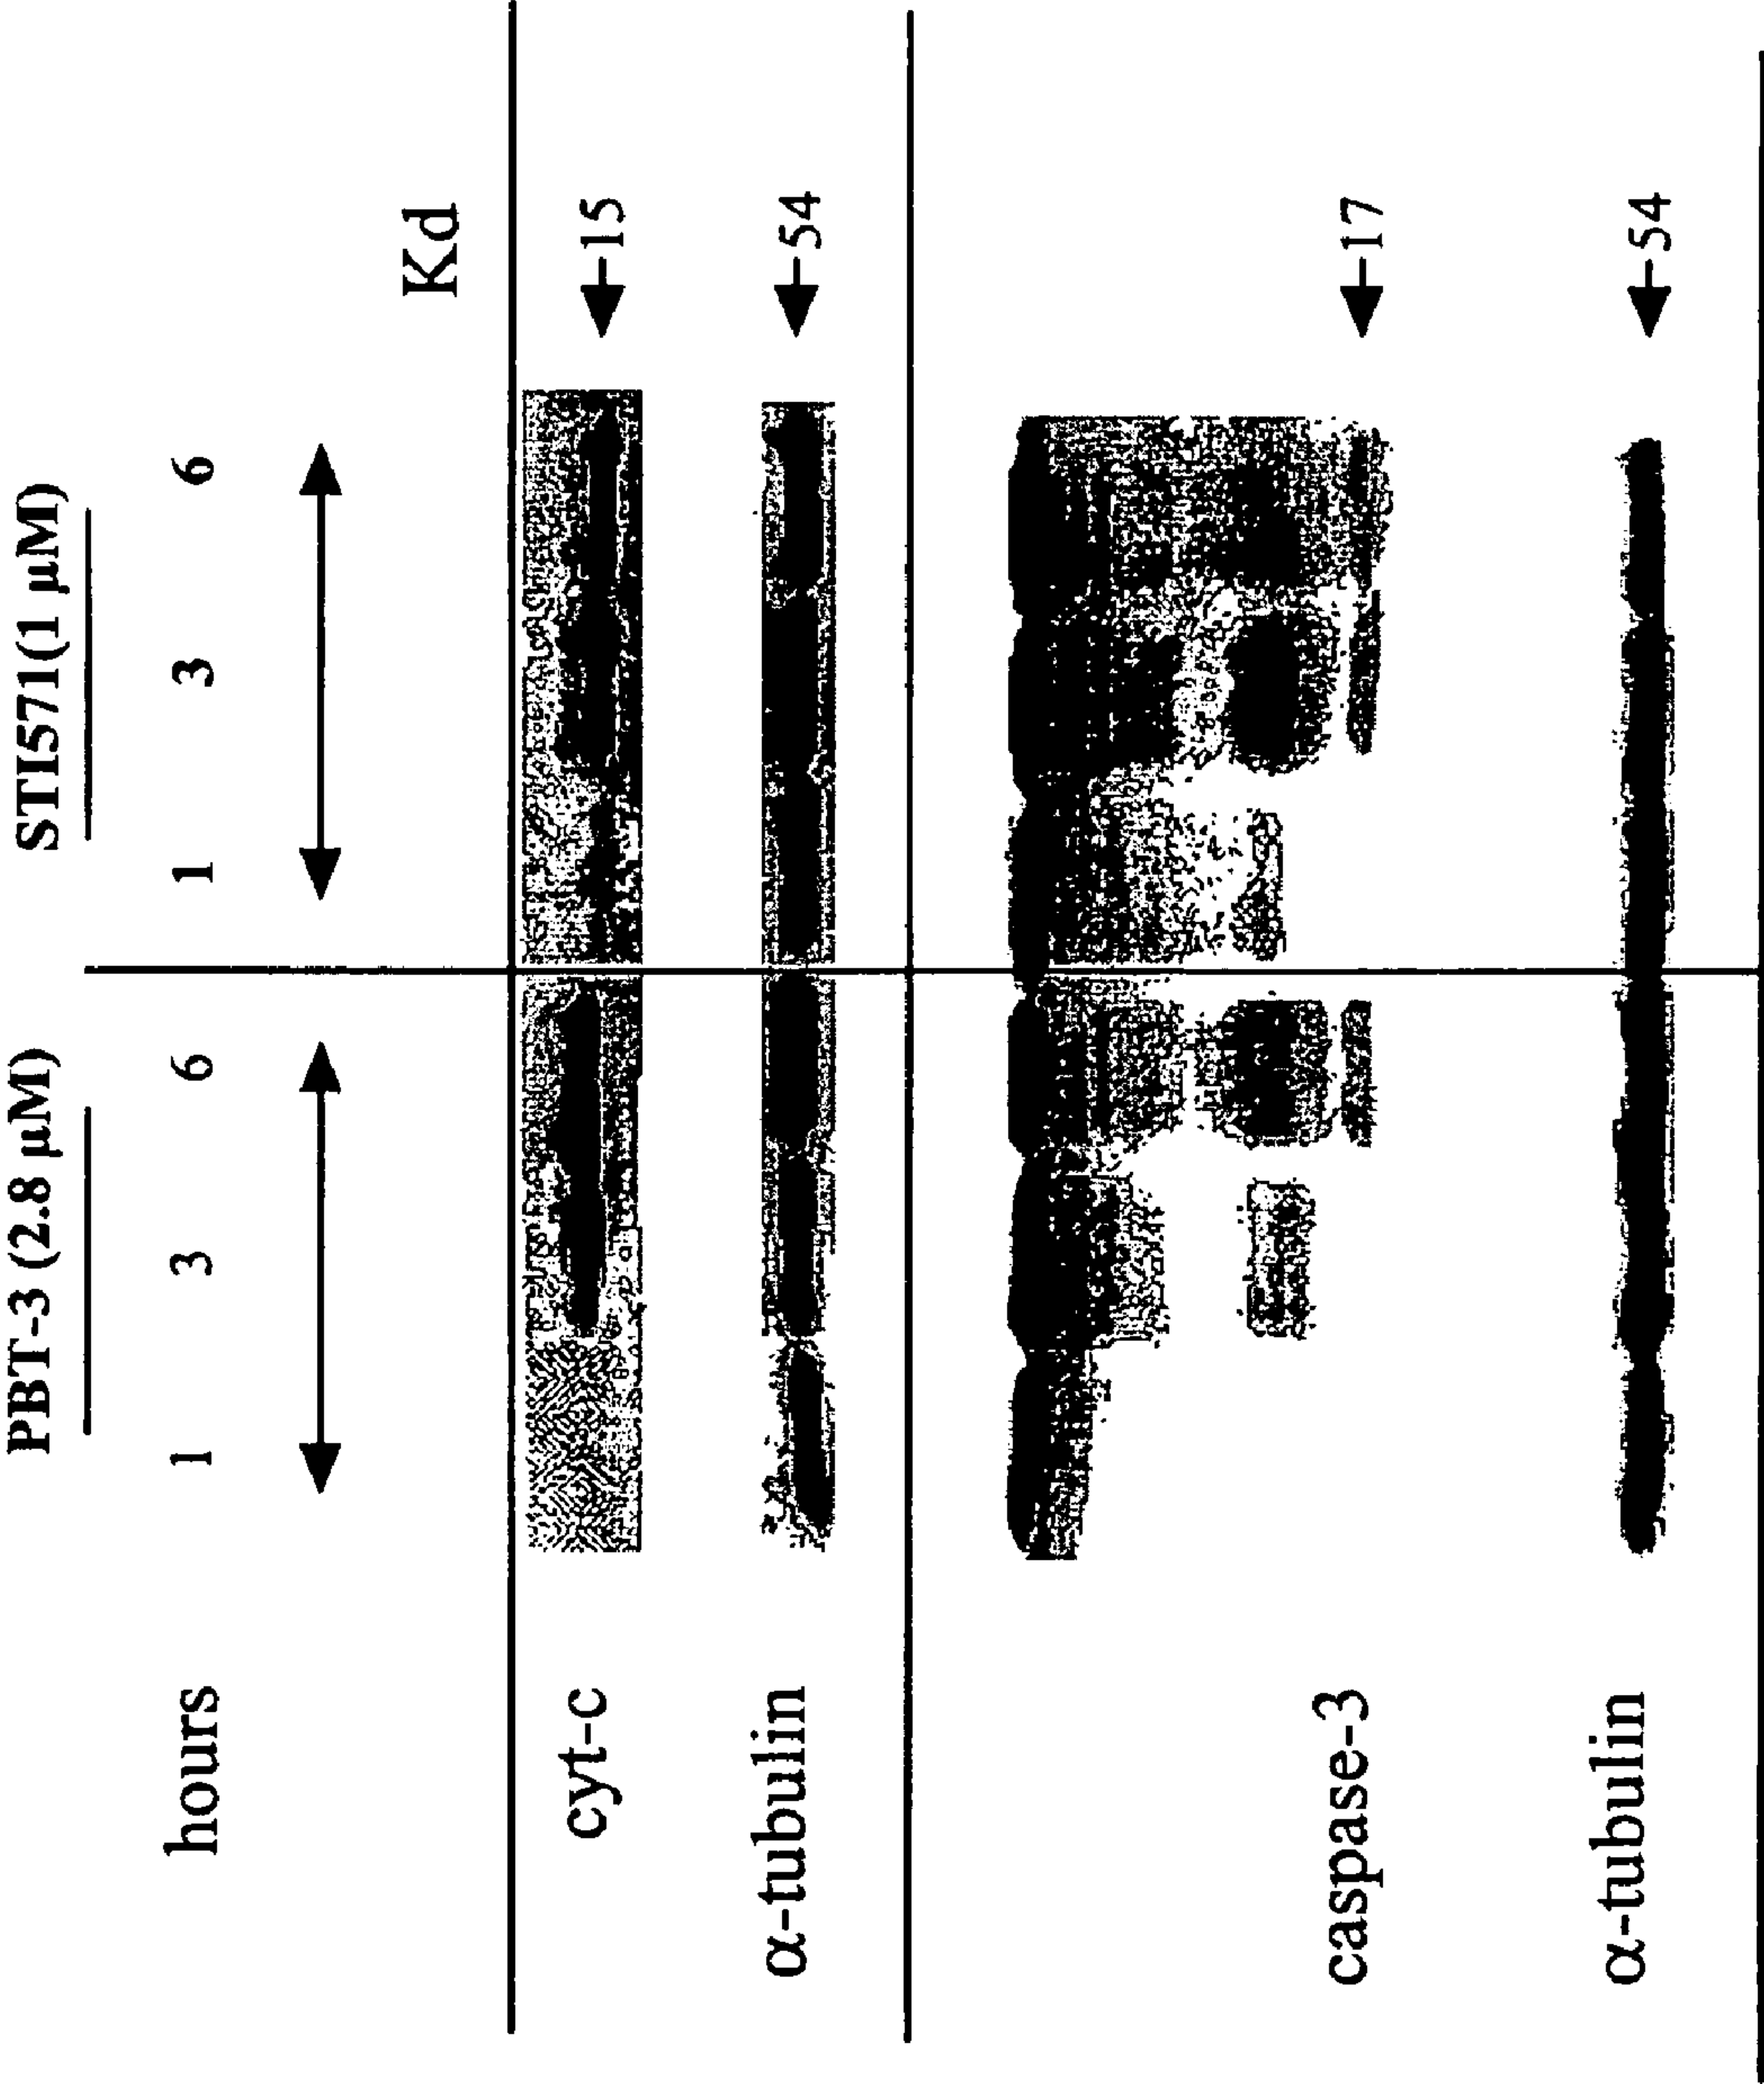 PBT-3 (2.8 μM) STI571(1 μM)
hours 1 3 6 1 3 6
Kd
cyt-c 15
α-tubulin 54
caspase-3 17
α-tubulin 54